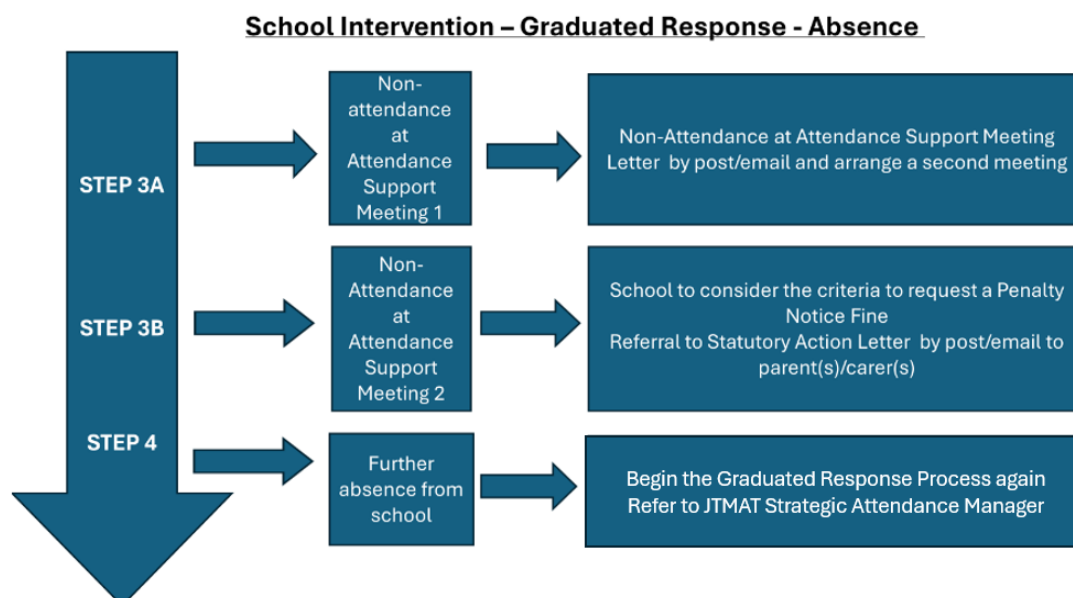 School Intervention – Graduated Response - Absence
STEP 3A
Non-
attendance
at
Attendance
Support
Meeting 1
Non-Attendance at Attendance Support Meeting
Letter by post/email and arrange a second meeting
STEP 3B
Non-
Attendance
at
Attendance
Support
Meeting 2
School to consider the criteria to request a Penalty
Notice Fine
Referral to Statutory Action Letter by post/email to
parent(s)/carer(s)
STEP 4
Further
absence from
school
Begin the Graduated Response Process again
Refer to JTMAT Strategic Attendance Manager